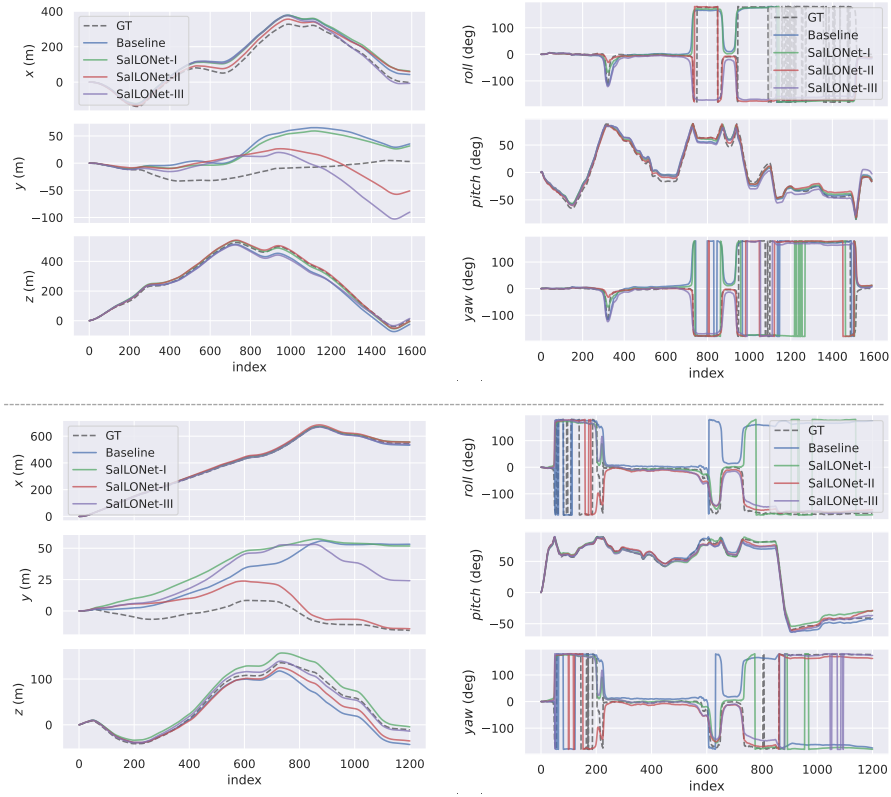 400
200
0
x (m)
GT
Baseline
SalLONet-I
SalLONet-II
SalLONet-III
50
0
−50
−100
y (m)
400
200
0
z (m)
0 200 400 600 800 1000 1200 1400 1600
index
100
0
−100
roll (deg)
GT
Baseline
SalLONet-I
SalLONet-II
SalLONet-III
50
0
−50
pitch (deg)
100
0
−100
yaw (deg)
0 200 400 600 800 1000 1200 1400 1600
index
600
400
200
0
x (m)
GT
Baseline
SalLONet-I
SalLONet-II
SalLONet-III
50
25
0
y (m)
100
0
z (m)
0 200 400 600 800 1000 1200
index
100
0
−100
roll (deg)
GT
Baseline
SalLONet-I
SalLONet-II
SalLONet-III
50
0
−50
pitch (deg)
100
0
−100
yaw (deg)
0 200 400 600 800 1000 1200
index